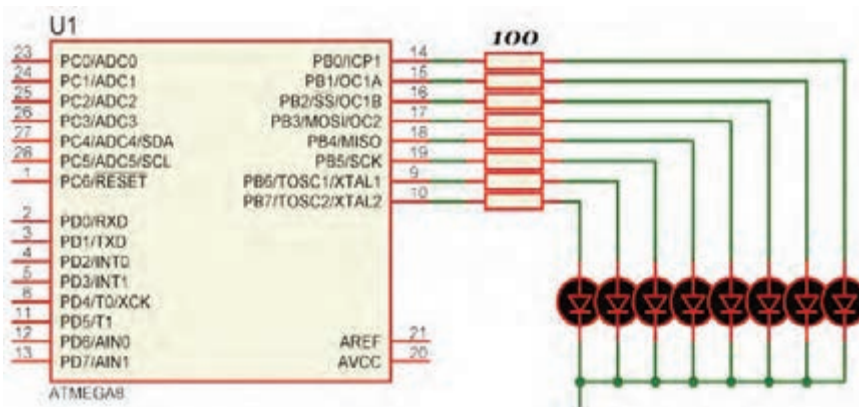 U1
100
23 PC0/ADC0 PB0/ICP1 14
24 PC1/ADC1 PB1/OC1A 15
25 PC2/ADC2 PB2/SS/OC1B 16
26 PC3/ADC3 PB3/MOSI/OC2 17
27 PC4/ADC4/SDA PB4/MISO 18
28 PC5/ADC5/SCL PB5/SCK 19
1 PC6/RESET PB6/TOSC1/XTAL1 9
PB7/TOSC2/XTAL2 10
2 PD0/RXD
3 PD1/TXD
4 PD2/INT0
5 PD3/INT1
6 PD4/T0/XCK
11 PD5/T1
12 PD6/AIN0 AREF 21
13 PD7/AIN1 AVCC 20
ATMEGA8